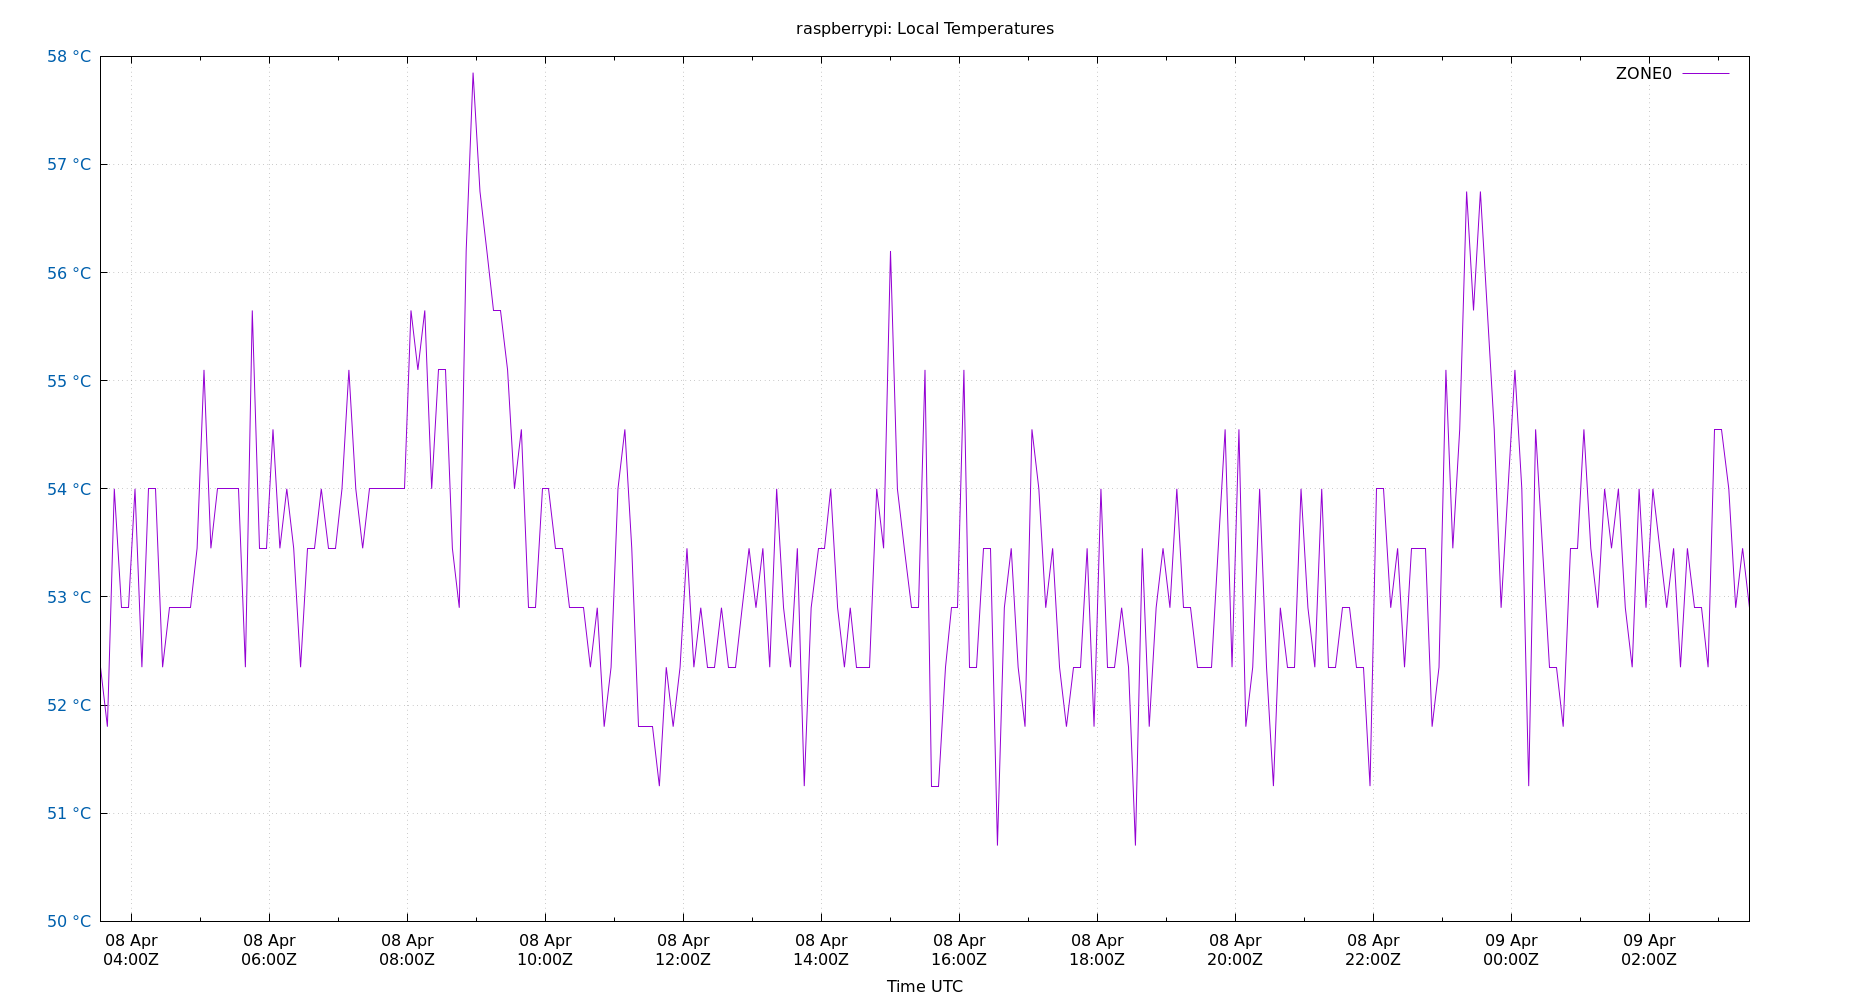 raspberrypi: Local Temperatures
58 °C
ZONE0
57 °C
56 °C
55 °C
54 °C
53 °C
52 °C
51 °C
50 °C
08 Apr 08 Apr 08 Apr 08 Apr 08 Apr 08 Apr 08 Apr 08 Apr 08 Apr 08 Apr 09 Apr 09 Apr
04:00Z 06:00Z 08:00Z 10:00Z 12:00Z 14:00Z 16:00Z 18:00Z 20:00Z 22:00Z 00:00Z 02:00Z
Time UTC